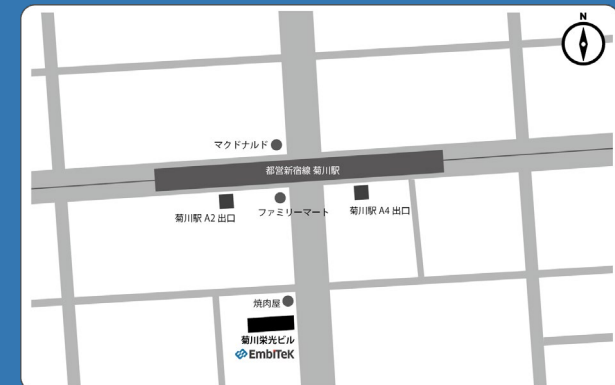 N
マクドナルド
都営新宿線 菊川駅
菊川駅 A2 出口
ファミリーマート
菊川駅 A4 出口
焼肉屋
菊川栄光ビル
EmbITeK